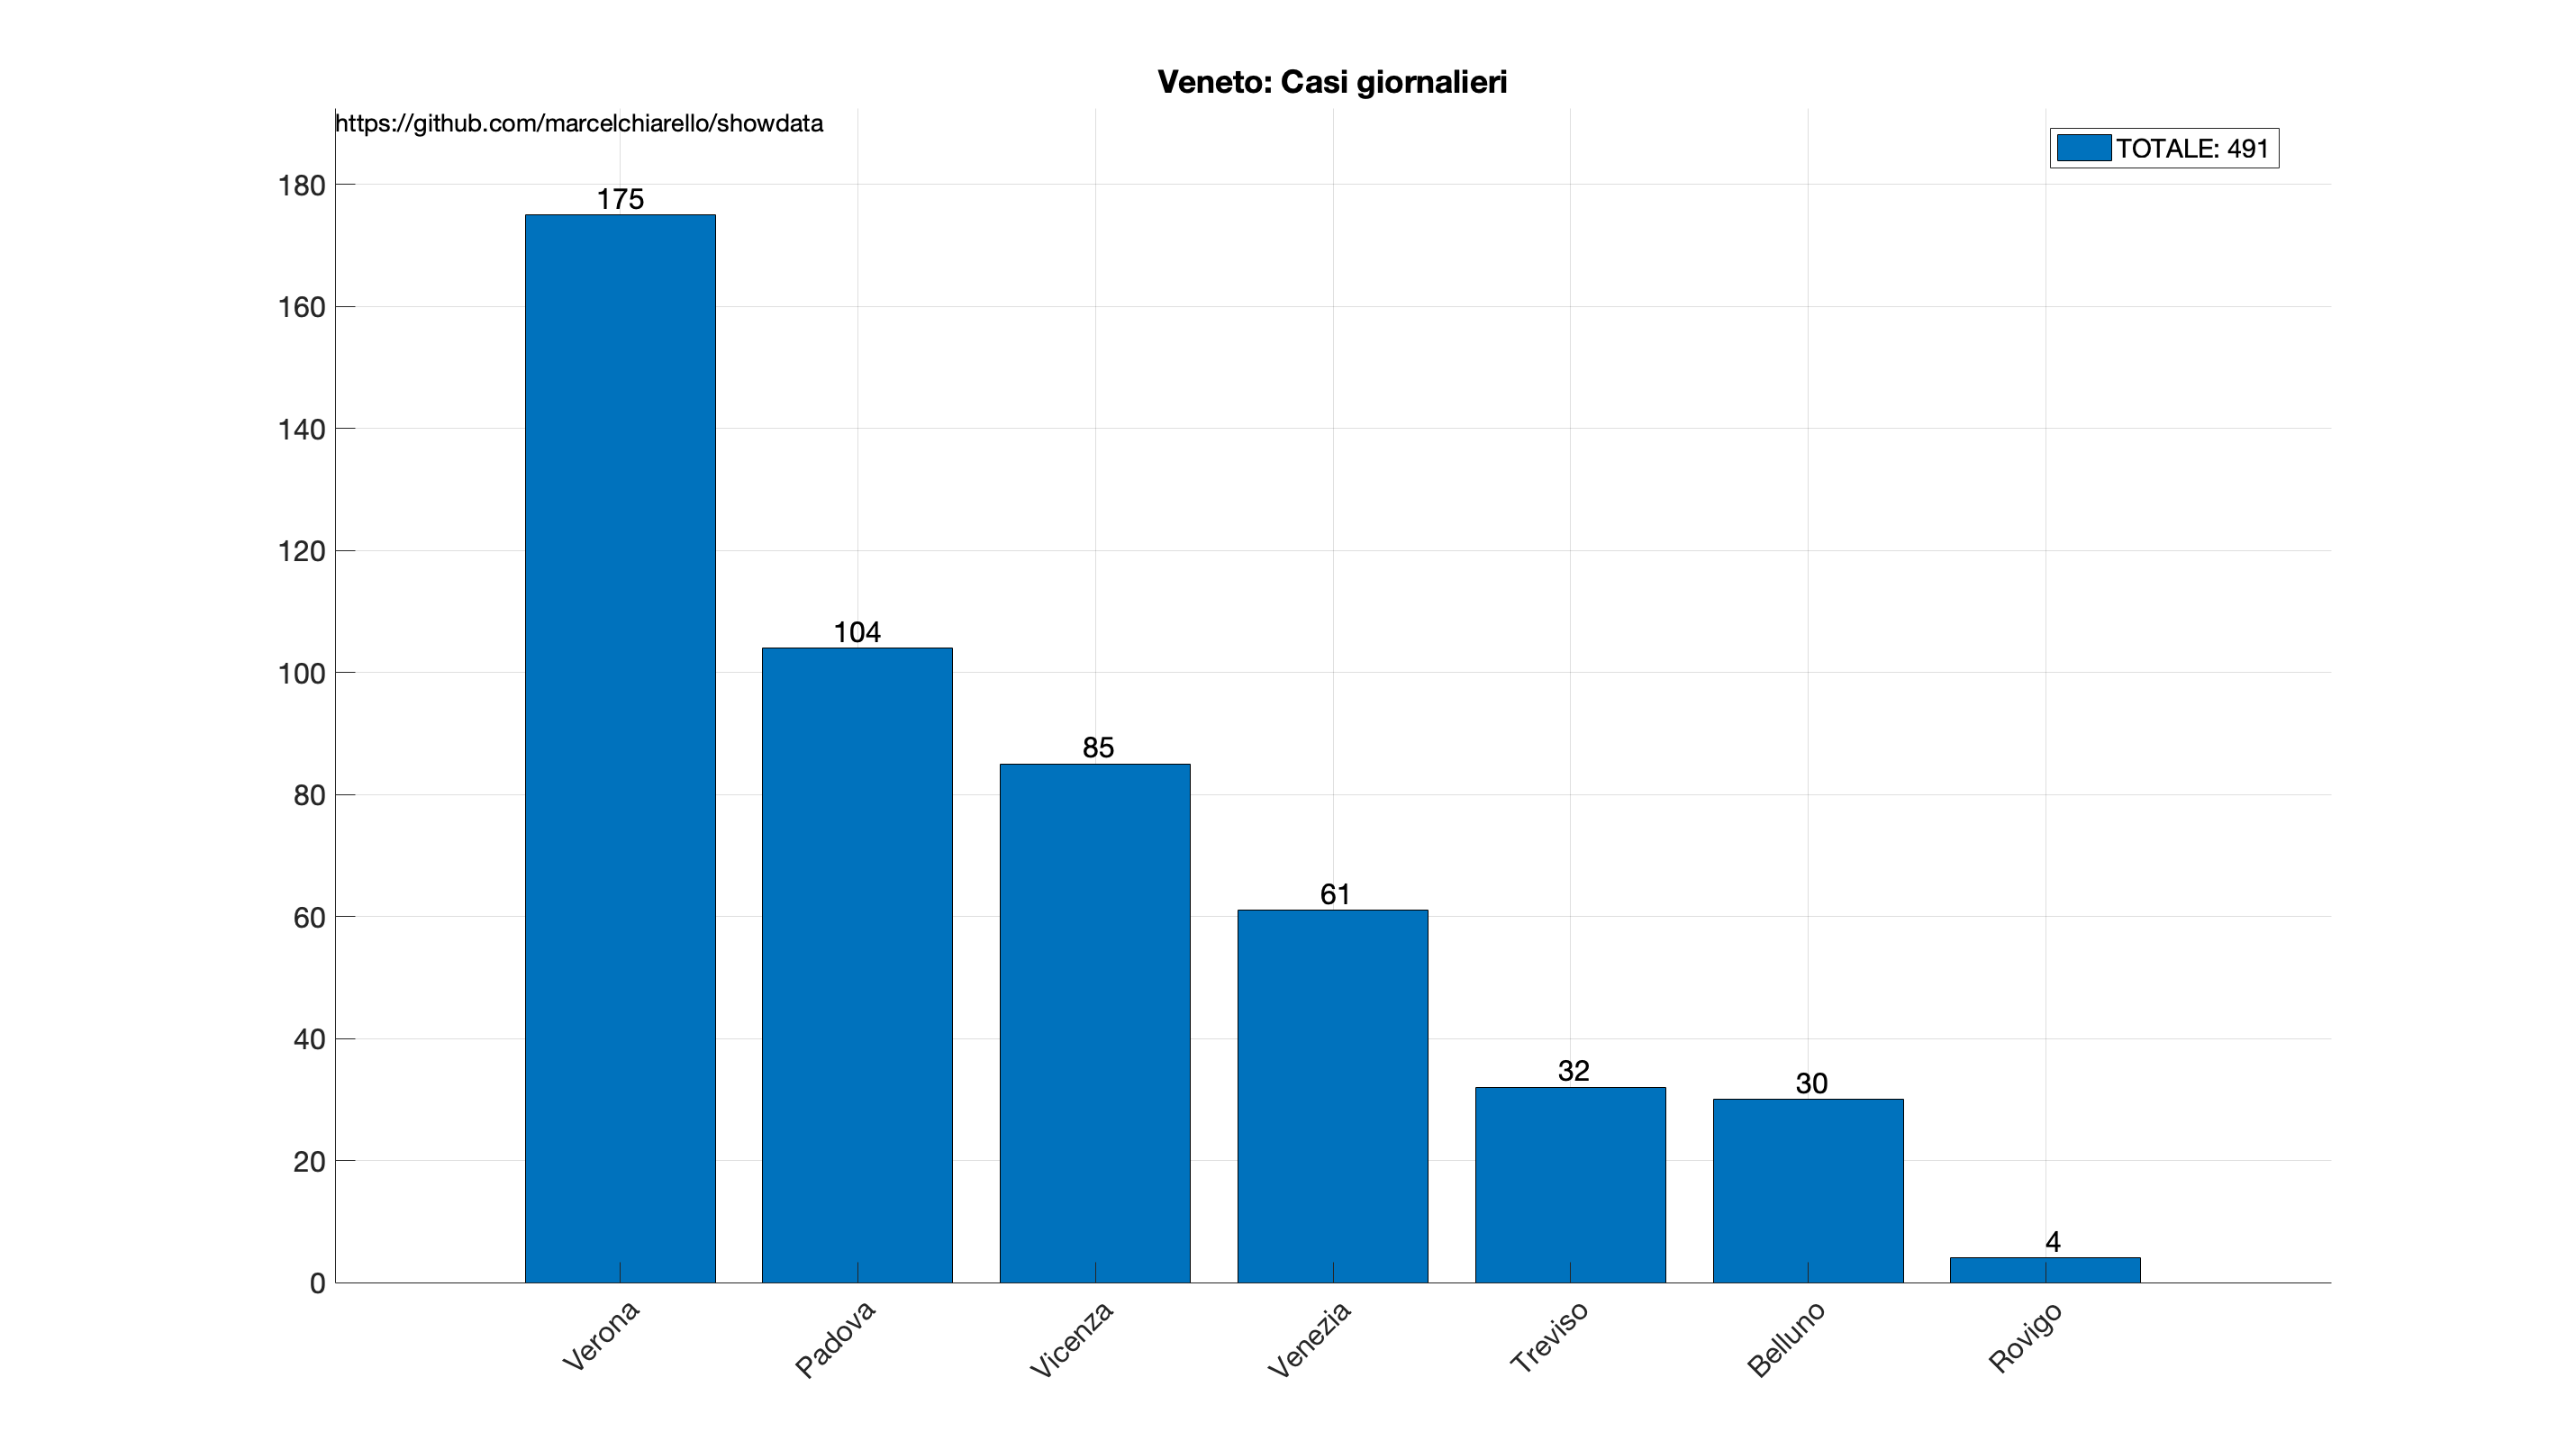 Veneto: Casi giornalieri
https://github.com/marcelchiarello/showdata
TOTALE: 491
180
160
140
120
100
80
60
40
20
0
175
104
85
61
32
30
4
Verona
Padova
Vicenza
Venezia
Treviso
Belluno
Rovigo